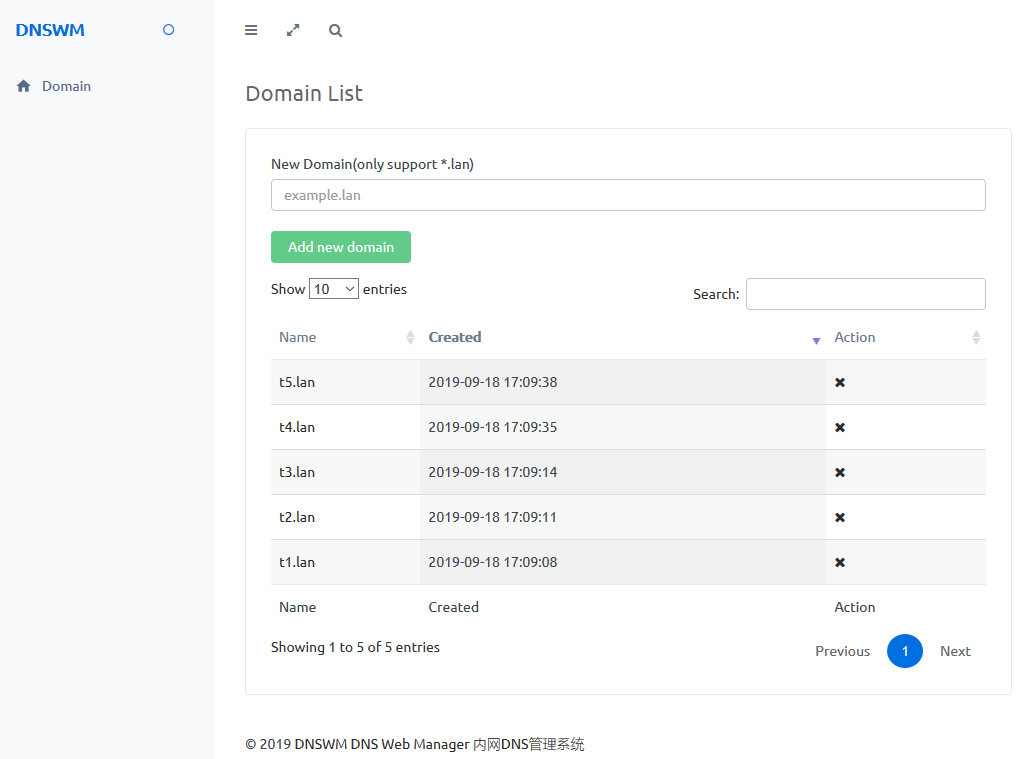 DNSWM
Domain
Domain List
New Domain(only support *.lan)
example.lan
Add new domain
Show 10 entries
Search:
Name Created Action
t5.lan 2019-09-18 17:09:38
t4.lan 2019-09-18 17:09:35
t3.lan 2019-09-18 17:09:14
t2.lan 2019-09-18 17:09:11
t1.lan 2019-09-18 17:09:08
Name Created Action
Showing 1 to 5 of 5 entries
Previous 1 Next
© 2019 DNSWM DNS Web Manager 内网DNS管理系统